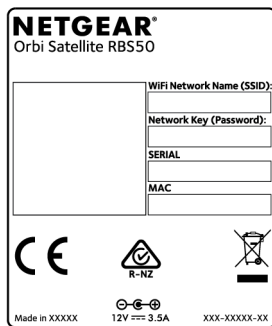 NETGEAR®
Orbi Satellite RBS50
WiFi Network Name (SSID):
Network Key (Password):
SERIAL
MAC
CE
R-NZ
12V ⎓ 3.5A
Made in XXXXX
XXX-XXXXX-XX